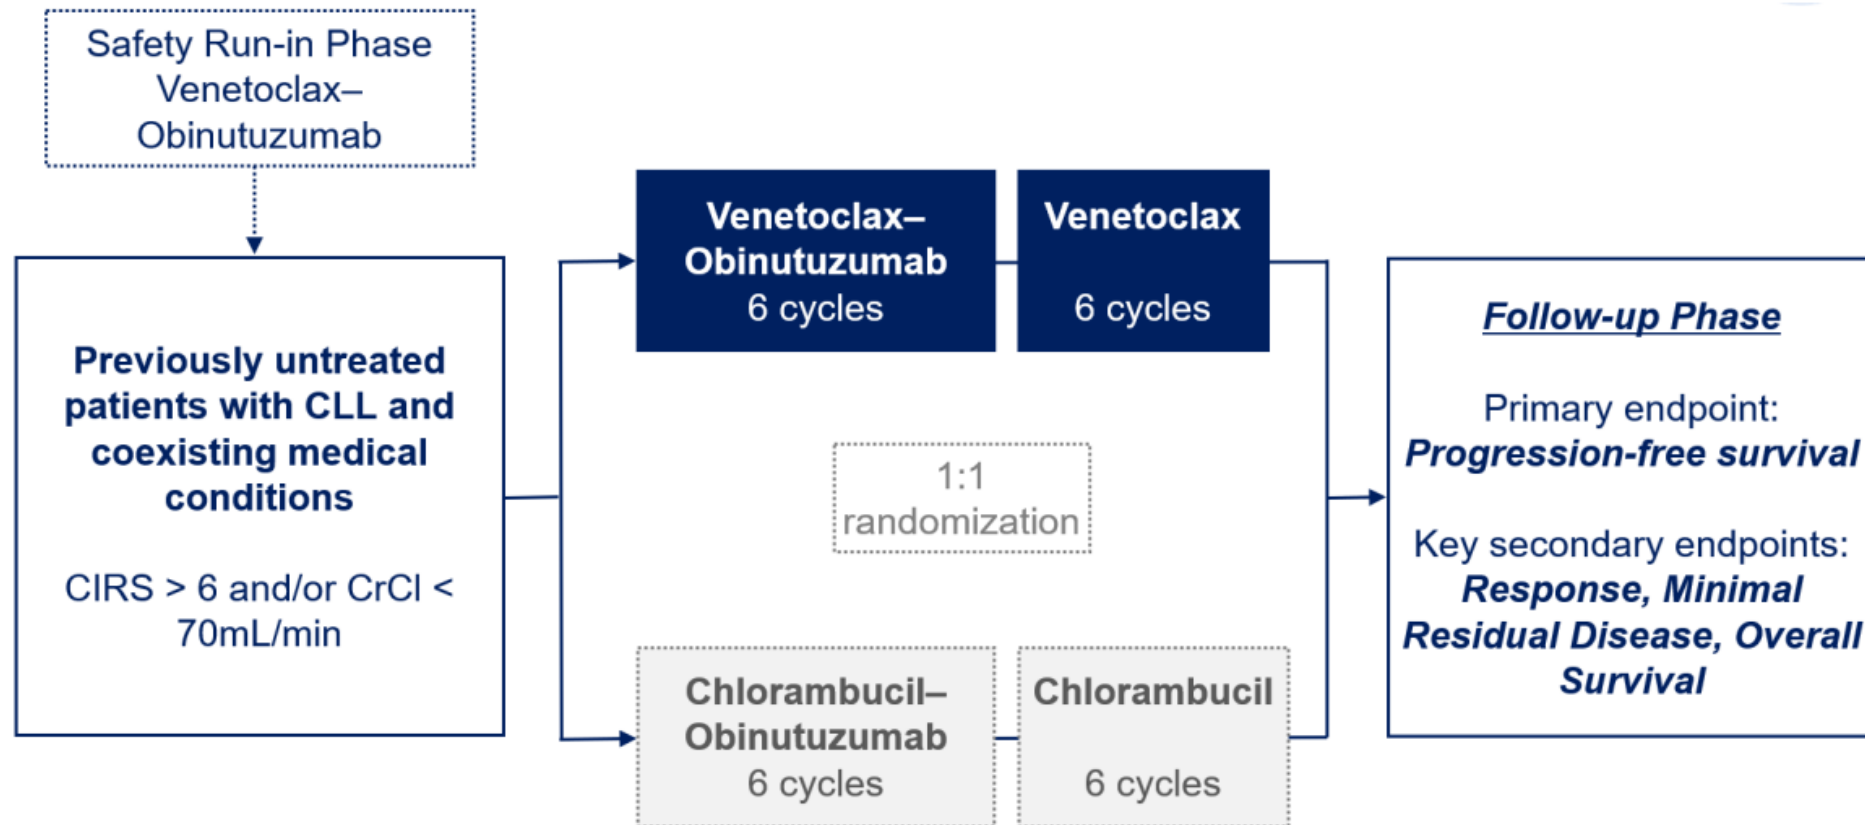 Safety Run-in Phase
Venetoclax–
Obinutuzumab
Previously untreated
patients with CLL and
coexisting medical
conditions
CIRS > 6 and/or CrCl <
70mL/min
Venetoclax–
Obinutuzumab
6 cycles
Venetoclax
6 cycles
1:1
randomization
Chlorambucil–
Obinutuzumab
6 cycles
Chlorambucil
6 cycles
Follow-up Phase
Primary endpoint:
Progression-free survival
Key secondary endpoints:
Response, Minimal
Residual Disease, Overall
Survival